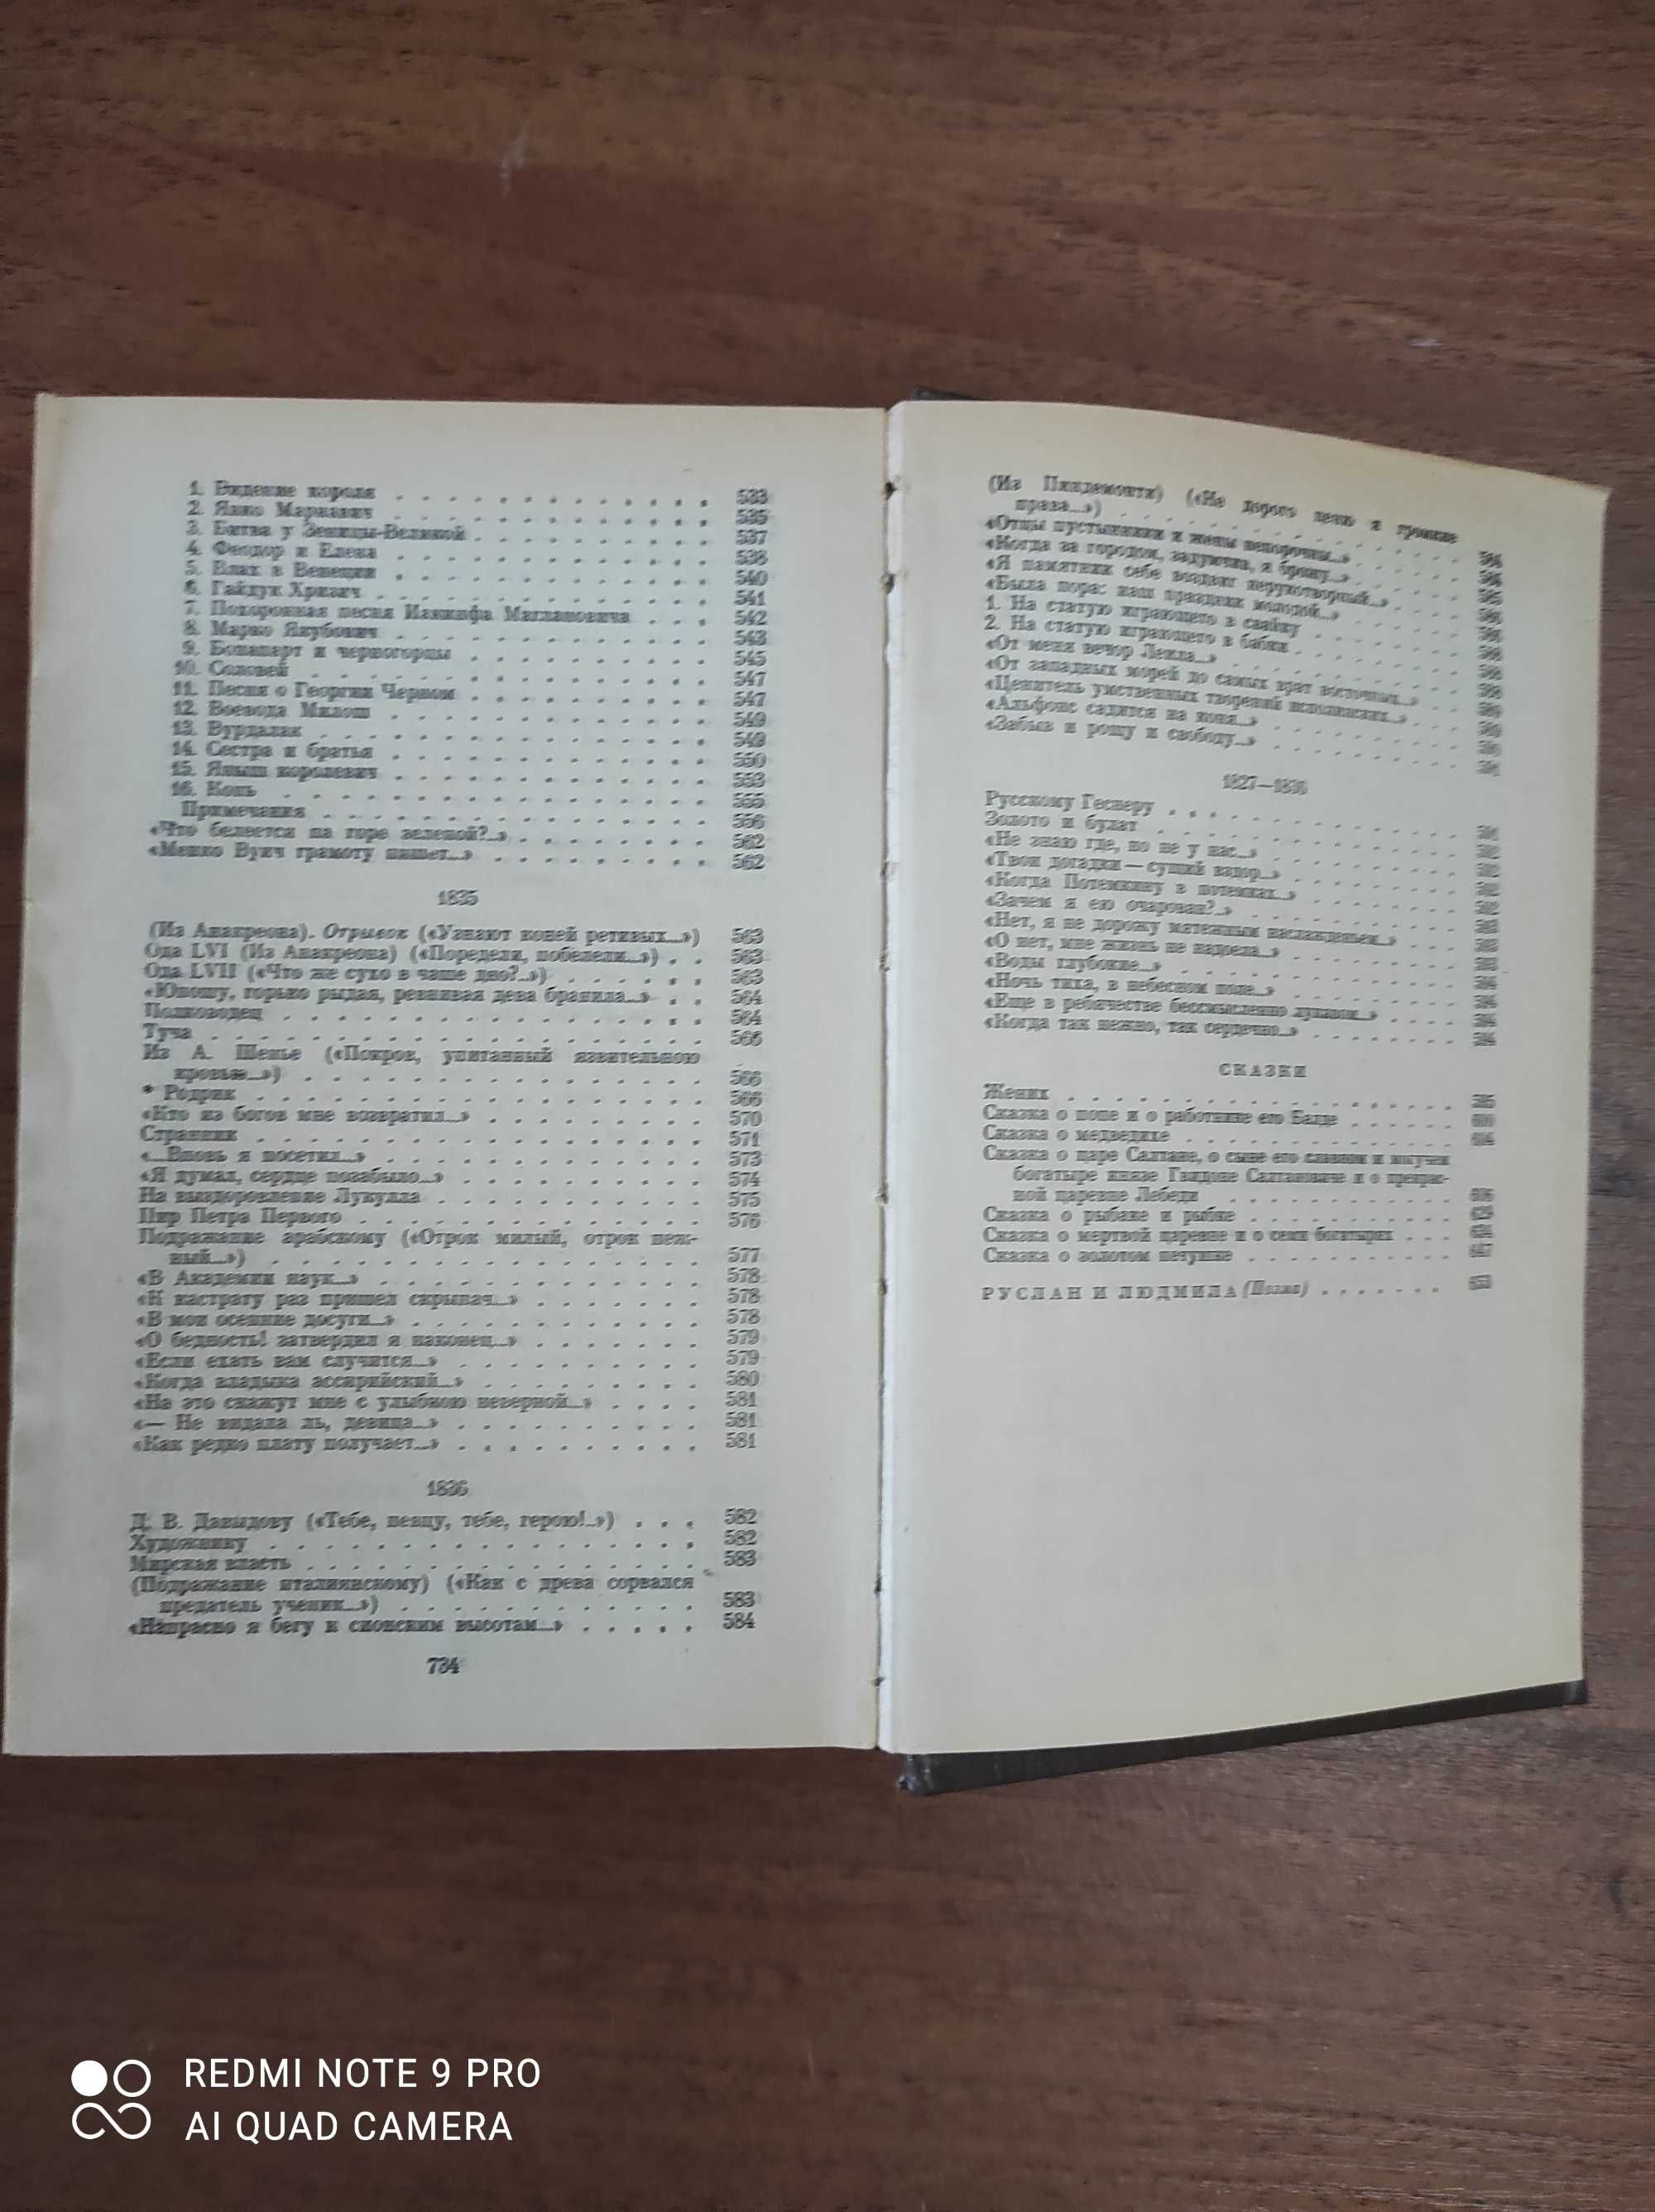 1. Видение короля . . . 533
2. Янко Марнавич . . . 535
3. Битва у Зеницы-Великой . . . 537
4. Феодор и Елена . . . 538
5. Влах в Венеции . . . 540
6. Гайдук Хризич . . . 541
7. Похоронная песня Иакинфа Маглановича . . . 542
8. Марко Якубович . . . 543
9. Бонапарт и черногорцы . . . 545
10. Соловей . . . 547
11. Песня о Георгии Черном . . . 547
12. Воевода Милош . . . 549
13. Вурдалак . . . 549
14. Сестра и братья . . . 550
15. Яныш королевич . . . 553
16. Конь . . . 555
Примечания . . . 556
«Что белеется на горе зеленой?..» . . . 562
«Менко Вуич грамоту пишет...» . . . 562
1835
(Из Анакреона). Отрывок («Узнают коней ретивых...») 563
Ода LVI (Из Анакреона) («Поредели, побелели...») . . 563
Ода LVII («Что же сухо в чаше дно?..») . . . 563
«Юношу, горько рыдая, ревнивая дева бранила...» . . 564
Полководец . . . 564
Туча . . . 566
Из А. Шенье («Покров, упитанный язвительною
кровью...») . . . 566
* Родрик . . . 566
«Кто из богов мне возвратил...» . . . 570
Странник . . . 571
«...Вновь я посетил...» . . . 573
«Я думал, сердце позабыло...» . . . 574
На выздоровление Лукулла . . . 575
Пир Петра Первого . . . 576
Подражание арабскому («Отрок милый, отрок неж-
ный...») . . . 577
«В Академии наук...» . . . 578
«К кастрату раз пришел скрыпач...» . . . 578
«В мои осенние досуги...» . . . 578
«О бедность! затвердил я наконец...» . . . 579
«Если ехать вам случится...» . . . 579
«Когда владыка ассирийский...» . . . 580
«На это скажут мне с улыбкою неверной...» . . . 581
«— Не видала ль, девица...» . . . 581
«Как редко плату получает...» . . . 581
1836
Д. В. Давыдову («Тебе, певцу, тебе, герою!..») . . . 582
Художнику . . . 582
Мирская власть . . . 583
(Подражание италиянскому) («Как с древа сорвался
предатель ученик...») . . . 583
«Напрасно я бегу к сионским высотам...» . . . 584
734
(Из Пиндемонти) («Не дорого ценю я громкие
права...») . . .
«Отцы пустынники и жены непорочны...» . . .
«Когда за городом, задумчив, я брожу...» . . .
«Я памятник себе воздвиг нерукотворный...» . . .
«Была пора: наш праздник молодой...» . . .
1. На статую играющего в свайку . . .
2. На статую играющего в бабки . . .
«От меня вечор Леила...» . . .
«От западных морей до самых врат восточных...» . . .
«Ценитель умственных творений исполинских...» . . .
«Альфонс садится на коня...» . . .
«Забыв и рощу и свободу...» . . .
1827—1836
Русскому Геснеру . . .
Золото и булат . . .
«Не знаю где, но не у нас...» . . .
«Твои догадки — сущий вздор...» . . .
«Когда Потемкину в потемках...» . . .
«Зачем я ею очарован?..» . . .
«Нет, я не дорожу мятежным наслажденьем...» . . .
«О нет, мне жизнь не надоела...» . . .
«Воды глубокие...» . . .
«Ночь тиха, в небесном поле...» . . .
«Еще в ребячестве бессмысленно лукавом...» . . .
«Когда так нежно, так сердечно...» . . .
СКАЗКИ
Жених . . .
Сказка о попе и о работнике его Балде . . .
Сказка о медведихе . . .
Сказка о царе Салтане, о сыне его славном и могучем
богатыре князе Гвидоне Салтановиче и о прекрас-
ной царевне Лебеди . . .
Сказка о рыбаке и рыбке . . .
Сказка о мертвой царевне и о семи богатырях . . .
Сказка о золотом петушке . . .
РУСЛАН И ЛЮДМИЛА (Поэма) . . .
REDMI NOTE 9 PRO
AI QUAD CAMERA